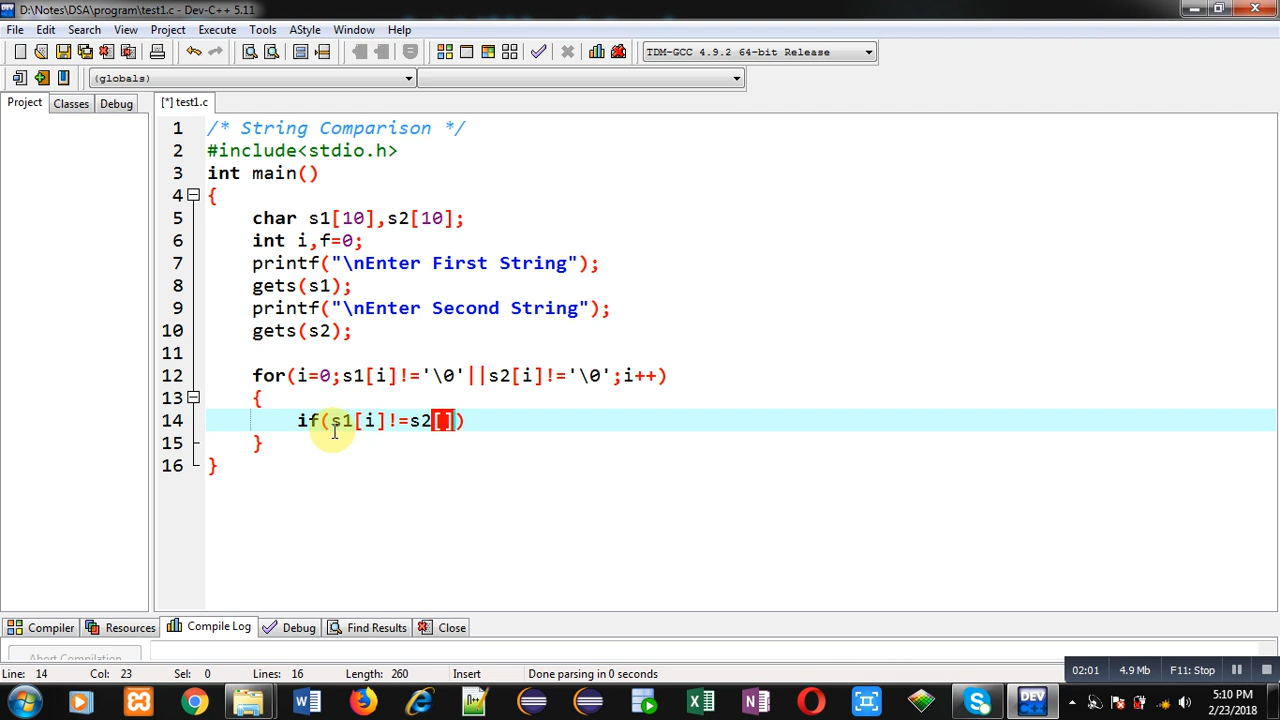 D:\Notes\DSA\program\test1.c - Dev-C++ 5.11
File Edit Search View Project Execute Tools AStyle Window Help
TDM-GCC 4.9.2 64-bit Release
(globals)
Project Classes Debug [*] test1.c
1 /* String Comparison */
2 #include<stdio.h>
3 int main()
4 {
5 char s1[10],s2[10];
6 int i,f=0;
7 printf("\nEnter First String");
8 gets(s1);
9 printf("\nEnter Second String");
10 gets(s2);
11
12 for(i=0;s1[i]!='\0'||s2[i]!='\0';i++)
13 {
14 if(s1[i]!=s2[])
15 }
16 }
Compiler Resources Compile Log Debug Find Results Close
Abort Compilation
Line: 14 Col: 23 Sel: 0 Lines: 16 Length: 260 Insert Done parsing in 0 seconds
02:01 4.9 Mb F11: Stop
DEV
5:10 PM
2/23/2018